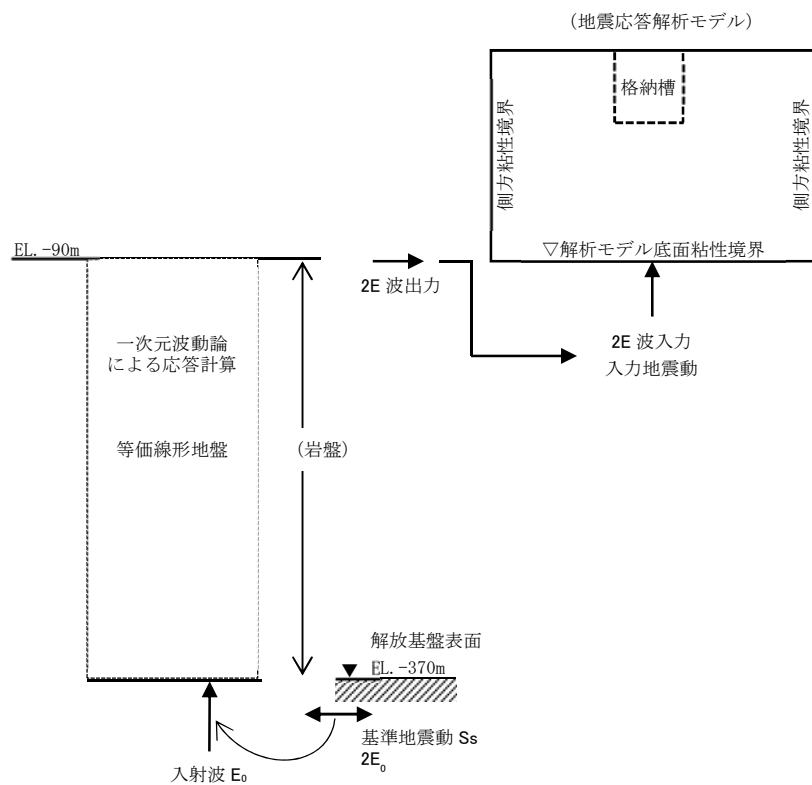 (地震応答解析モデル)
格納槽
側方粘性境界
側方粘性境界
▽解析モデル底面粘性境界
EL.-90m
2E 波出力
2E 波入力
入力地震動
一次元波動論
による応答計算
等価線形地盤
(岩盤)
解放基盤表面
▼
EL.-370m
基準地震動 Ss
2E₀
入射波 E₀